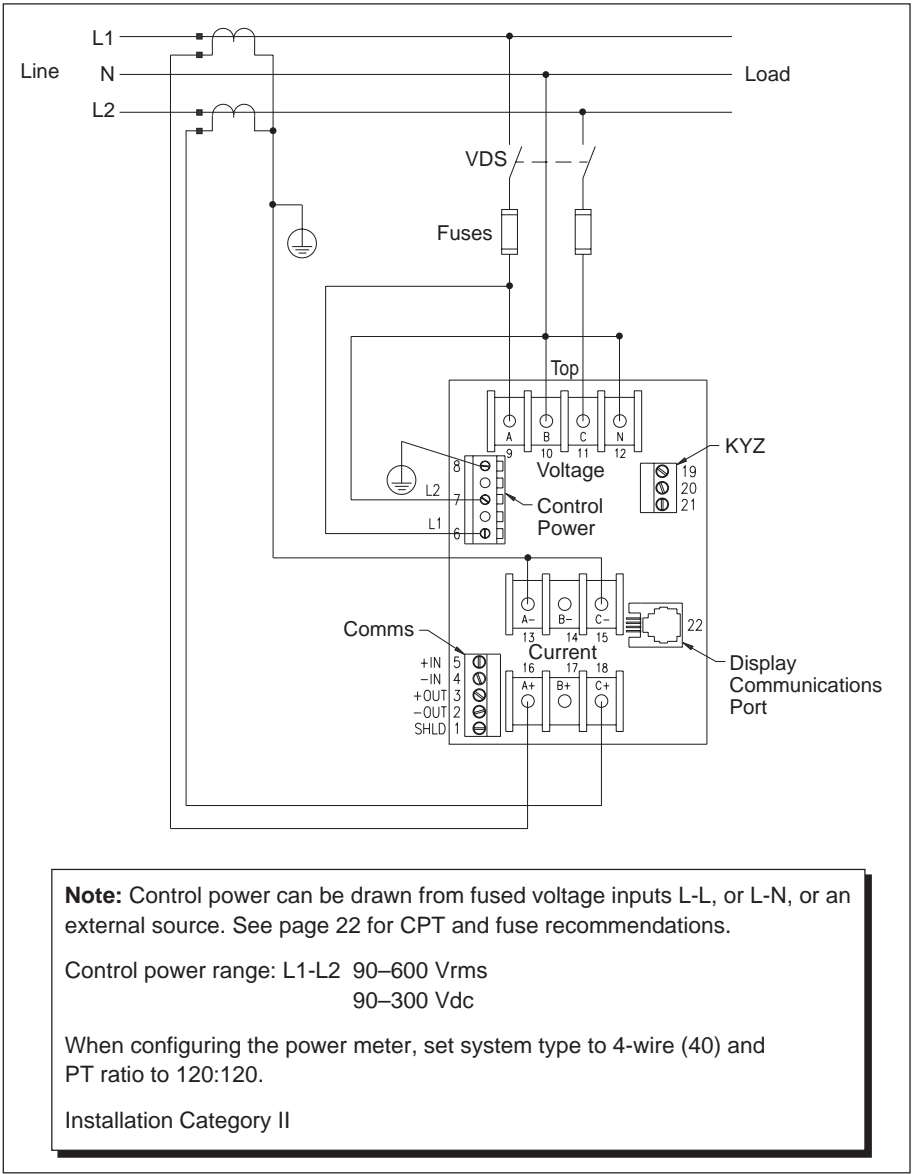 L1
Line N Load
L2
VDS
Fuses
Top
A B C N
9 10 11 12
Voltage
KYZ
8
L2
7
L1
6
Control
Power
19
20
21
A- B- C-
13 14 15
Current
22
Comms
+IN 5
−IN 4
+OUT 3
−OUT 2
SHLD 1
16 17 18
A+ B+ C+
Display
Communications
Port
Note: Control power can be drawn from fused voltage inputs L-L, or L-N, or an
external source. See page 22 for CPT and fuse recommendations.
Control power range: L1-L2 90–600 Vrms
90–300 Vdc
When configuring the power meter, set system type to 4-wire (40) and
PT ratio to 120:120.
Installation Category II